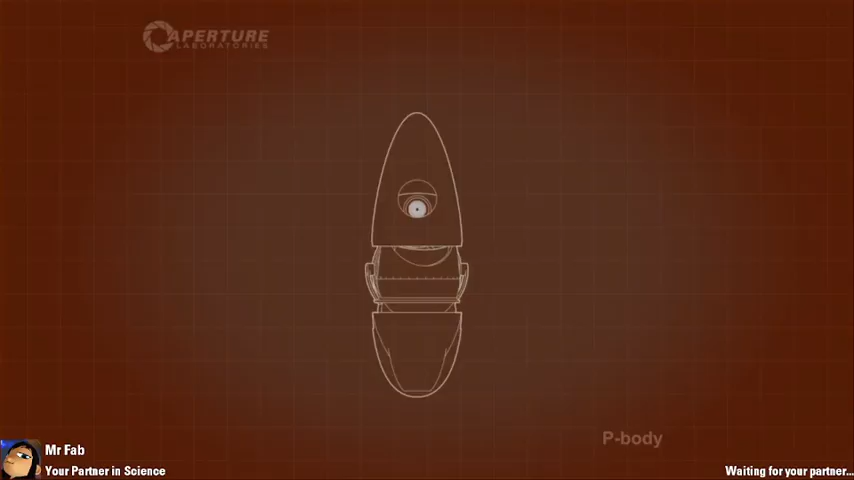 APERTURE
LABORATORIES
P-body
Mr Fab
Your Partner in Science
Waiting for your partner...